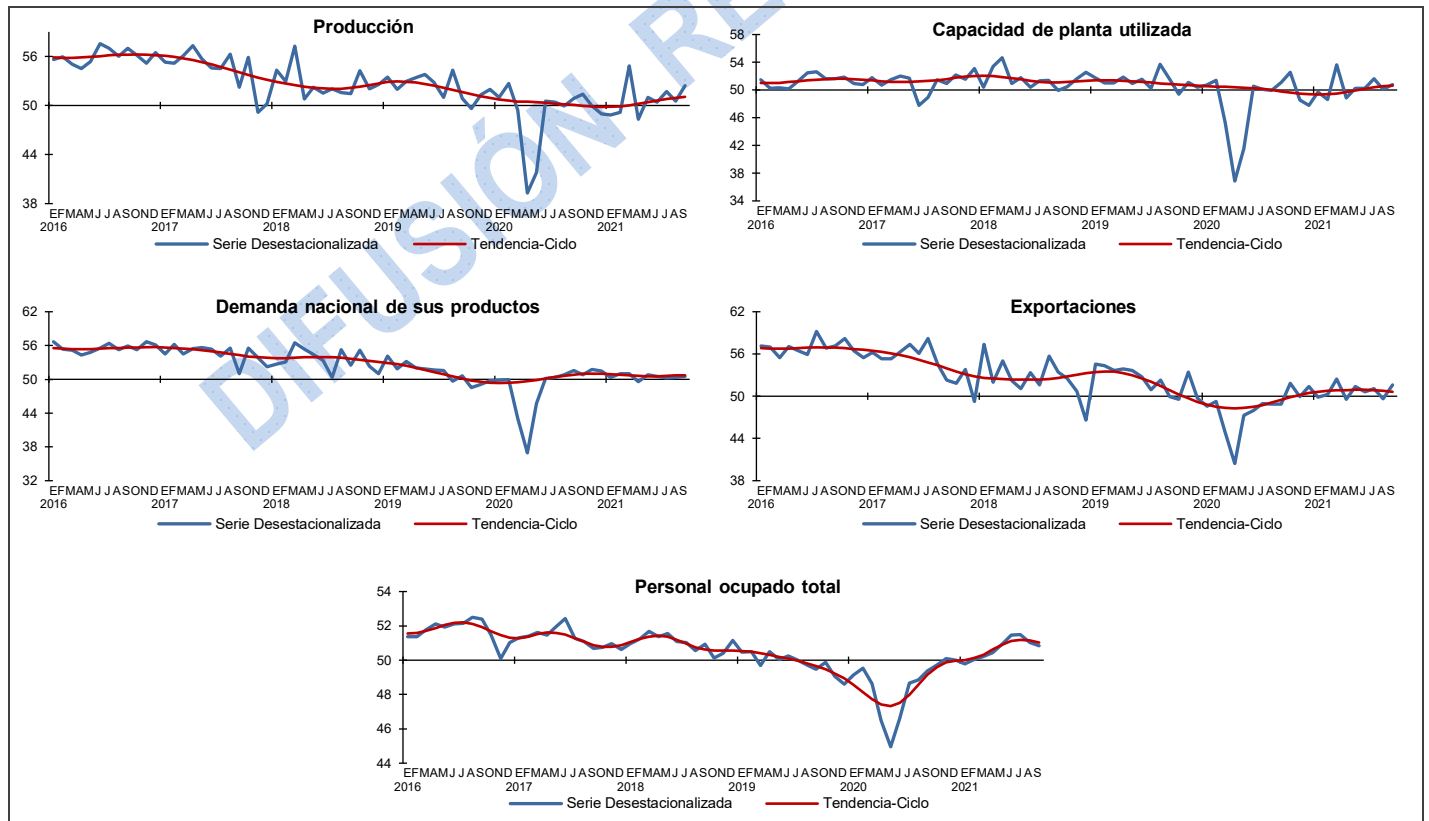 DIFUSIÓN RE
Producción
56
50
44
38
EFMAMJ J ASOND EFMAMJ J ASOND EFMAMJ J ASOND EFMAMJ J ASOND EFMAMJ J ASOND EFMAMJ J AS
2016 2017 2018 2019 2020 2021
Serie Desestacionalizada Tendencia-Ciclo
Capacidad de planta utilizada
58
54
50
46
42
38
34
EFMAMJ J ASOND EFMAMJ J ASOND EFMAMJ J ASOND EFMAMJ J ASOND EFMAMJ J ASOND EFMAMJ J AS
2016 2017 2018 2019 2020 2021
Serie Desestacionalizada Tendencia-Ciclo
Demanda nacional de sus productos
62
56
50
44
38
32
EFMAMJ J ASOND EFMAMJ J ASOND EFMAMJ J ASOND EFMAMJ J ASOND EFMAMJ J ASOND EFMAMJ J AS
2016 2017 2018 2019 2020 2021
Serie Desestacionalizada Tendencia-Ciclo
Exportaciones
62
56
50
44
38
EFMAMJ J ASOND EFMAMJ J ASOND EFMAMJ J ASOND EFMAMJ J ASOND EFMAMJ J ASOND EFMAMJ J AS
2016 2017 2018 2019 2020 2021
Serie Desestacionalizada Tendencia-Ciclo
Personal ocupado total
54
52
50
48
46
44
EFMAMJ J ASOND EFMAMJ J ASOND EFMAMJ J ASOND EFMAMJ J ASOND EFMAMJ J ASOND EFMAMJ J AS
2016 2017 2018 2019 2020 2021
Serie Desestacionalizada Tendencia-Ciclo